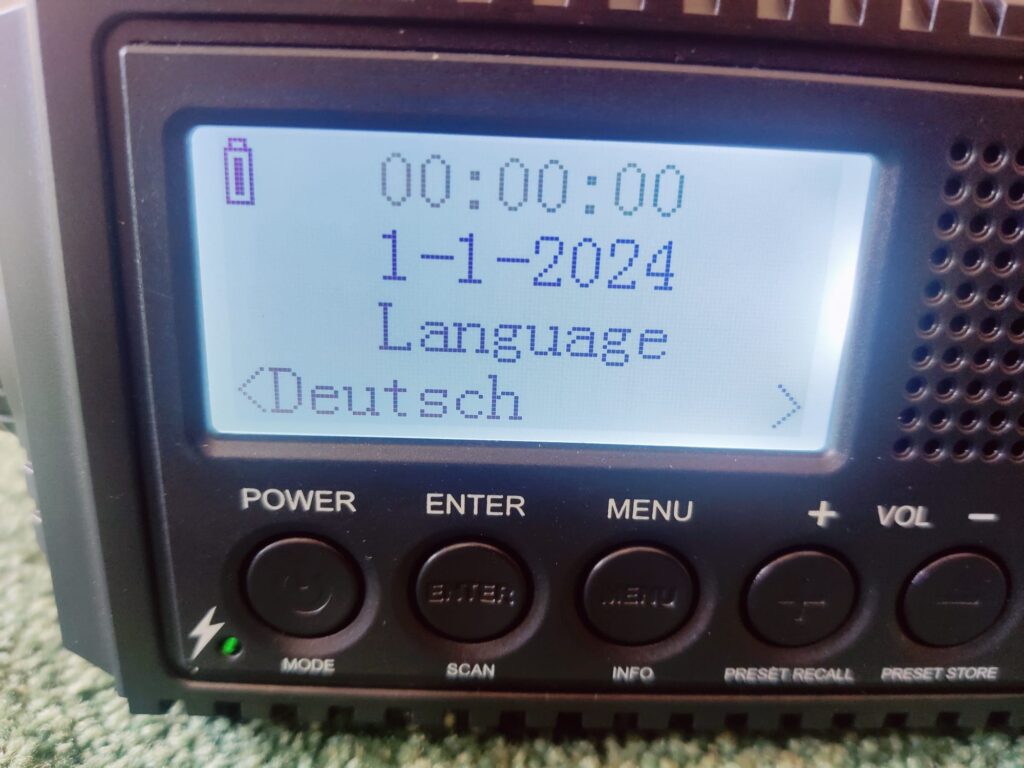 00:00:00
1-1-2024
Language
<Deutsch >
POWER ENTER MENU + VOL −
ENTER MENU + −
MODE SCAN INFO PRESET RECALL PRESET STORE